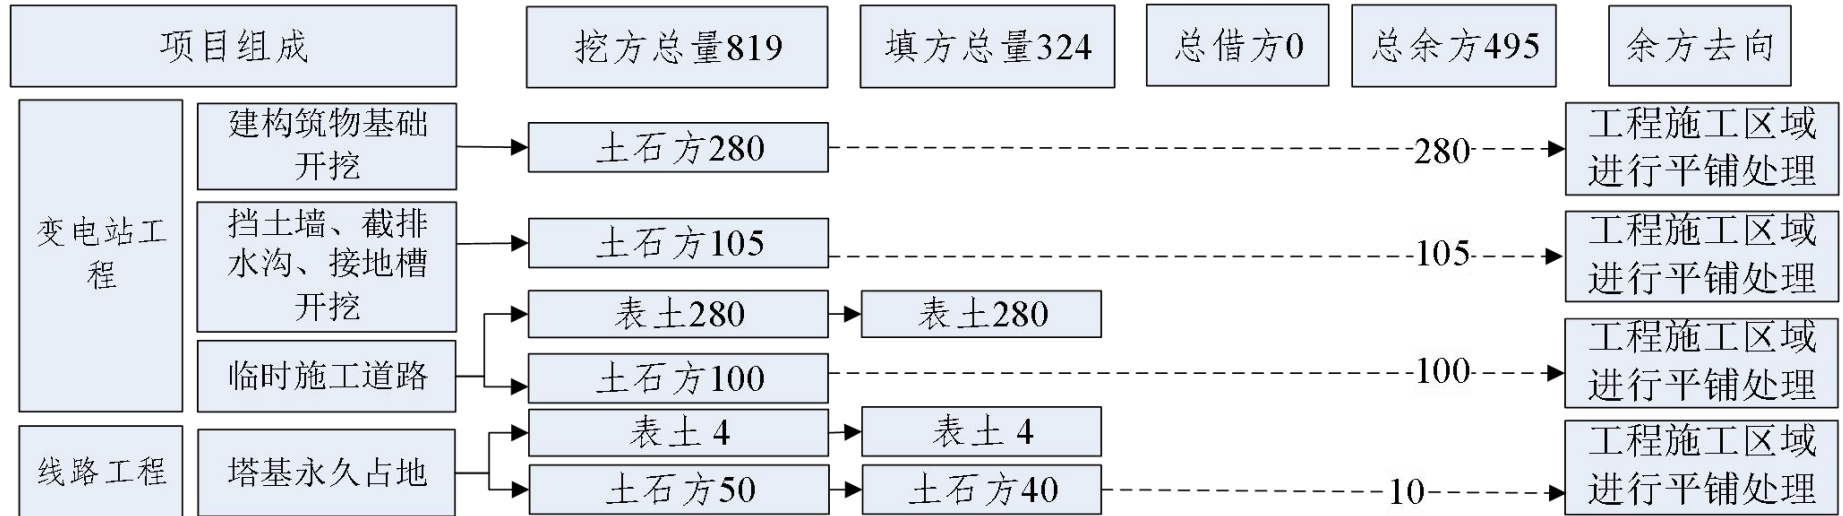 项目组成
挖方总量819
填方总量324
总借方0
总余方495
余方去向
变电站工
程
建构筑物基础
开挖
土石方280
280
工程施工区域
进行平铺处理
挡土墙、截排
水沟、接地槽
开挖
土石方105
105
工程施工区域
进行平铺处理
临时施工道路
表土280
表土280
土石方100
100
工程施工区域
进行平铺处理
线路工程
塔基永久占地
表土 4
表土 4
土石方50
土石方40
10
工程施工区域
进行平铺处理